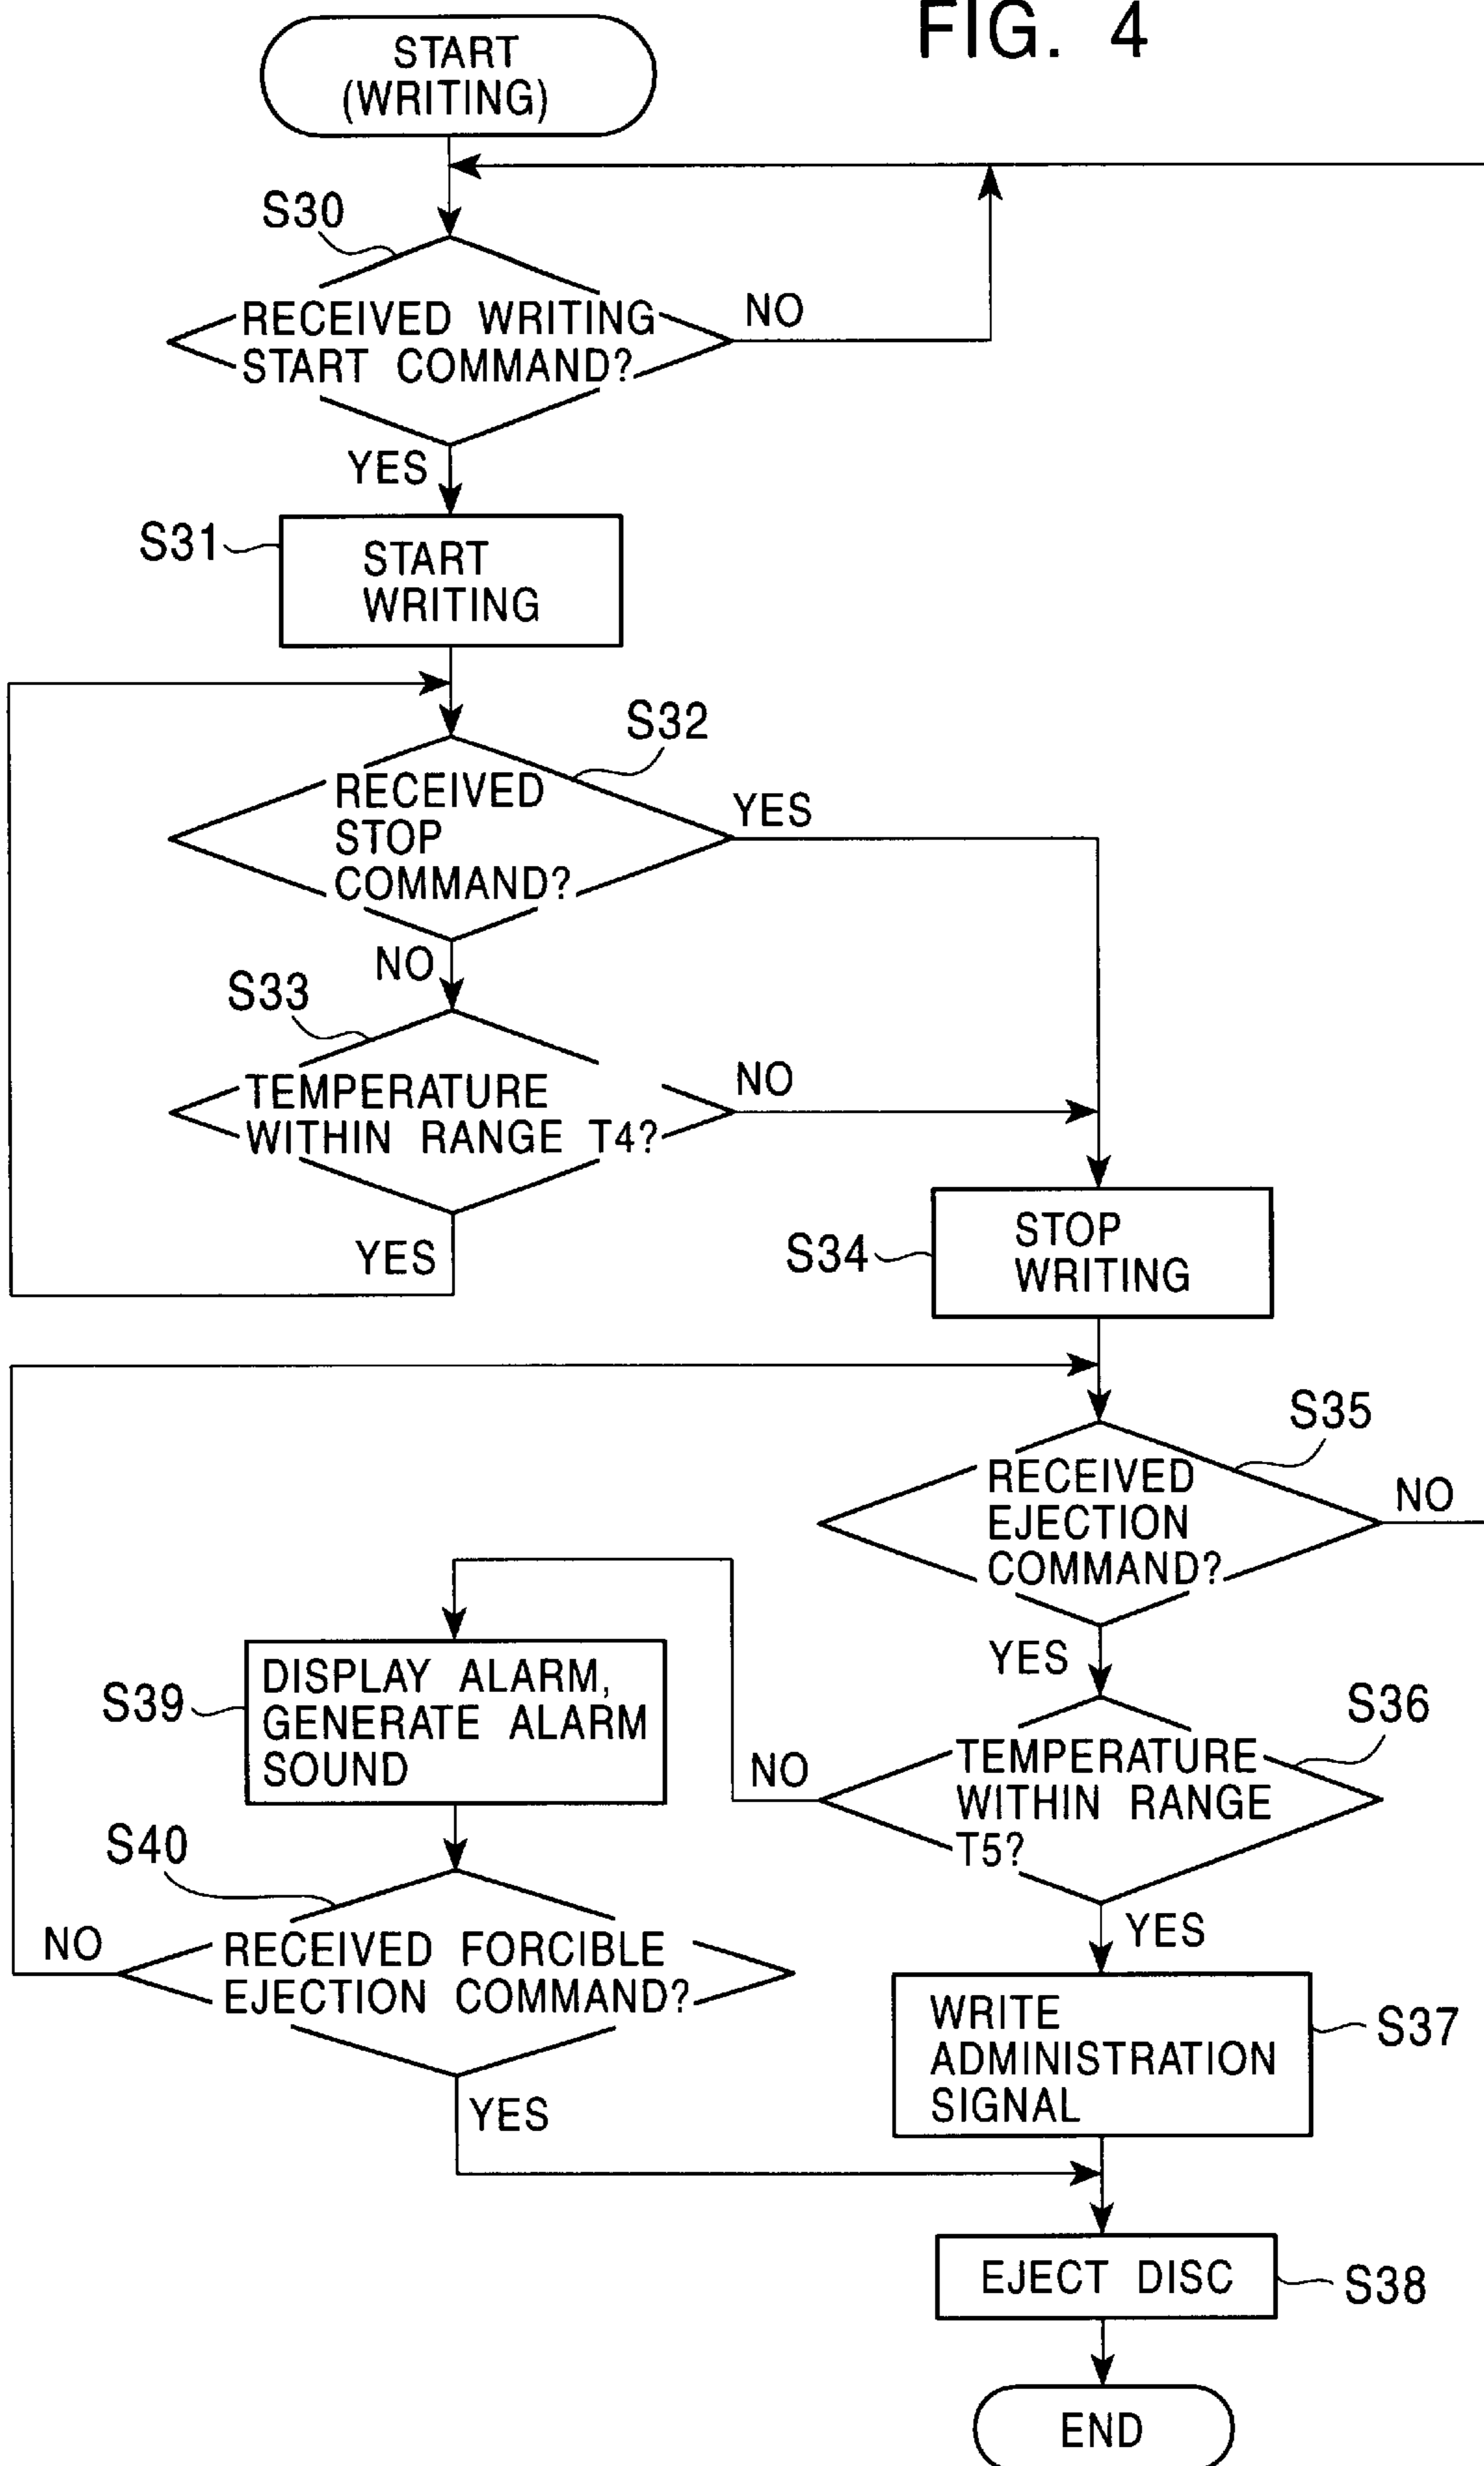 FIG. 4
START
(WRITING)
S30
RECEIVED WRITING
START COMMAND?
NO
YES
S31
START
WRITING
S32
RECEIVED
STOP
COMMAND?
YES
NO
S33
TEMPERATURE
WITHIN RANGE T4?
NO
YES
S34
STOP
WRITING
S35
RECEIVED
EJECTION
COMMAND?
NO
YES
S36
TEMPERATURE
WITHIN RANGE
T5?
NO
YES
S39
DISPLAY ALARM,
GENERATE ALARM
SOUND
S40
RECEIVED FORCIBLE
EJECTION COMMAND?
NO
YES
S37
WRITE
ADMINISTRATION
SIGNAL
EJECT DISC
S38
END